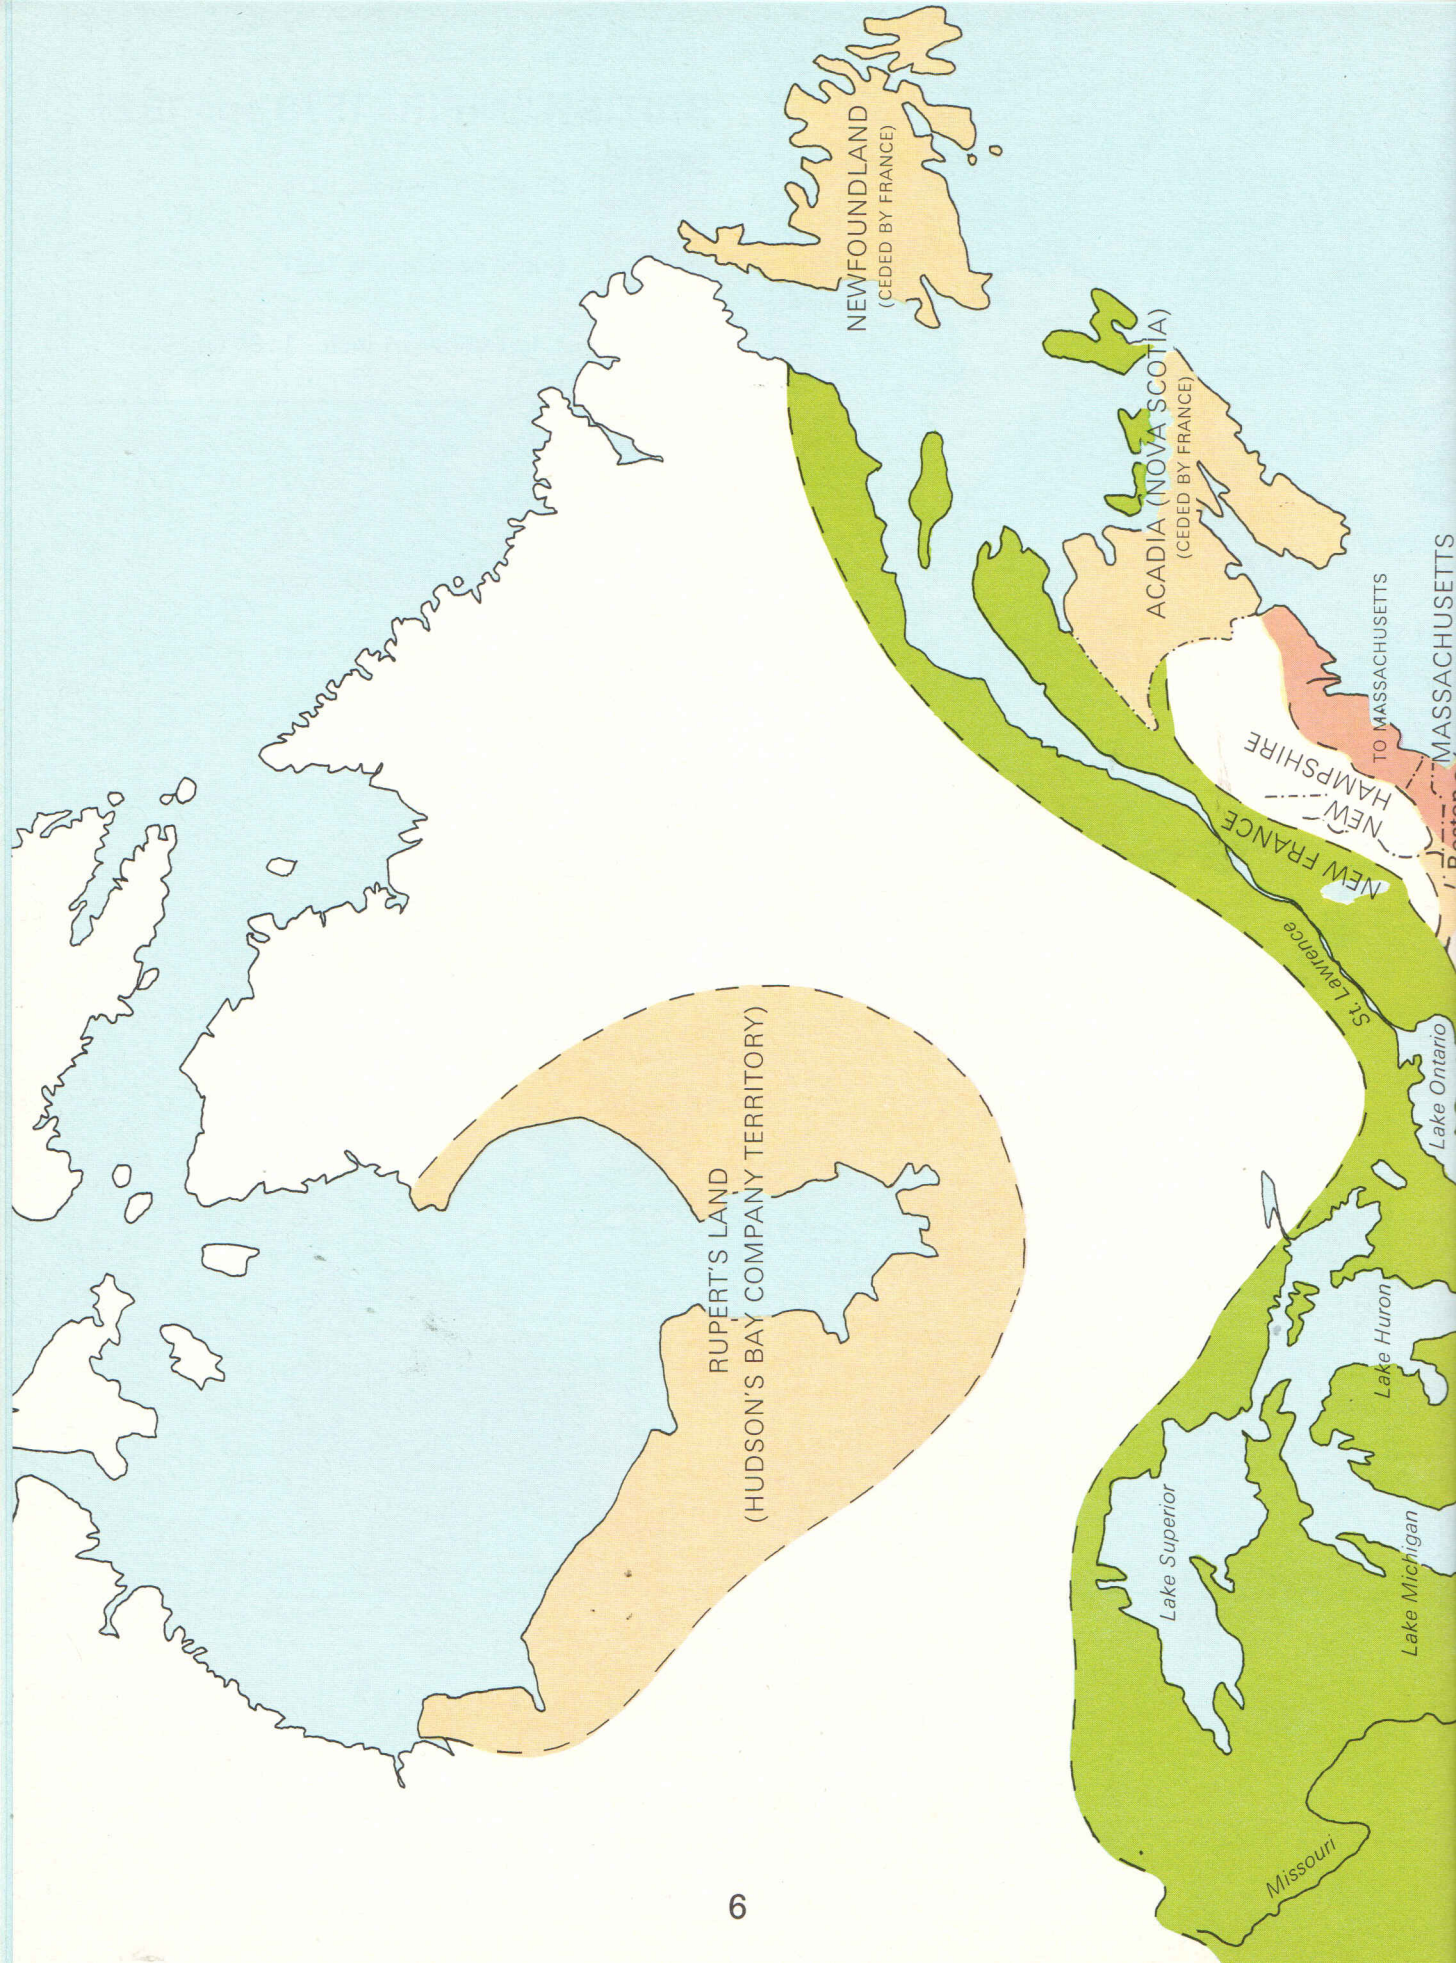 NEWFOUNDLAND
(CEDED BY FRANCE)
ACADIA (NOVA SCOTIA)
(CEDED BY FRANCE)
TO MASSACHUSETTS
MASSACHUSETTS
NEW
HAMPSHIRE
NEW FRANCE
St. Lawrence
RUPERT'S LAND
(HUDSON'S BAY COMPANY TERRITORY)
Lake Ontario
Lake Huron
Lake Superior
Lake Michigan
Missouri
6